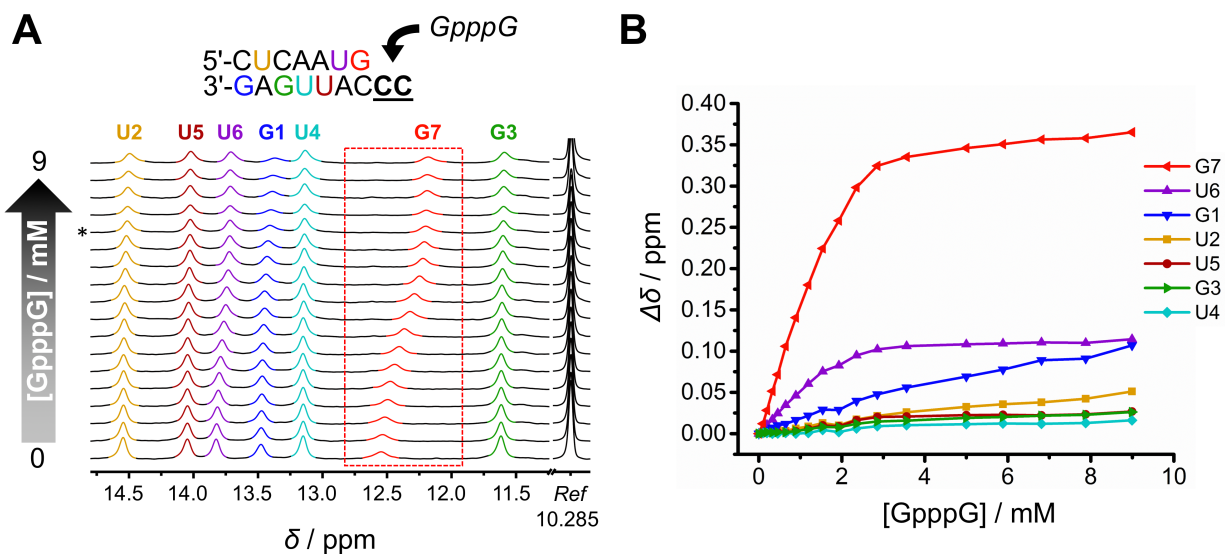 A
GpppG
5'-CUCAAUG
3'-GAGUUACCC
U2 U5 U6 G1 U4 G7 G3
9
*
[GpppG] / mM
0
14.5 14.0 13.5 13.0 12.5 12.0 11.5 Ref
10.285
δ / ppm
B
0.40
0.35
0.30
0.25
0.20
0.15
0.10
0.05
0.00
Δδ / ppm
0 2 4 6 8 10
[GpppG] / mM
G7
U6
G1
U2
U5
G3
U4